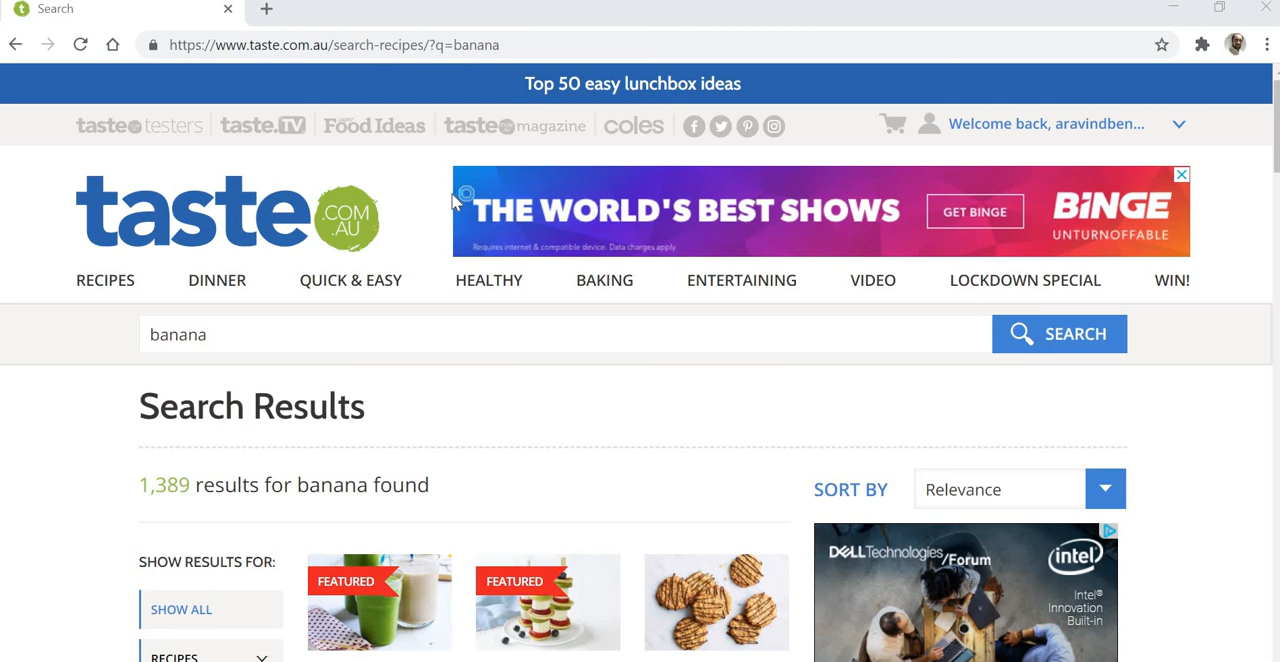 Search
https://www.taste.com.au/search-recipes/?q=banana
Top 50 easy lunchbox ideas
taste testers taste.TV Food Ideas taste magazine coles
Welcome back, aravindben...
taste .COM .AU
THE WORLD'S BEST SHOWS
Requires internet & compatible device. Data charges apply
GET BINGE
BINGE
UNTURNOFFABLE
RECIPES DINNER QUICK & EASY HEALTHY BAKING ENTERTAINING VIDEO LOCKDOWN SPECIAL WIN!
banana
SEARCH
Search Results
1,389 results for banana found
SORT BY Relevance
SHOW RESULTS FOR:
SHOW ALL
RECIPES
FEATURED
FEATURED
DELLTechnologies/Forum
intel
Intel®
Innovation
Built-in